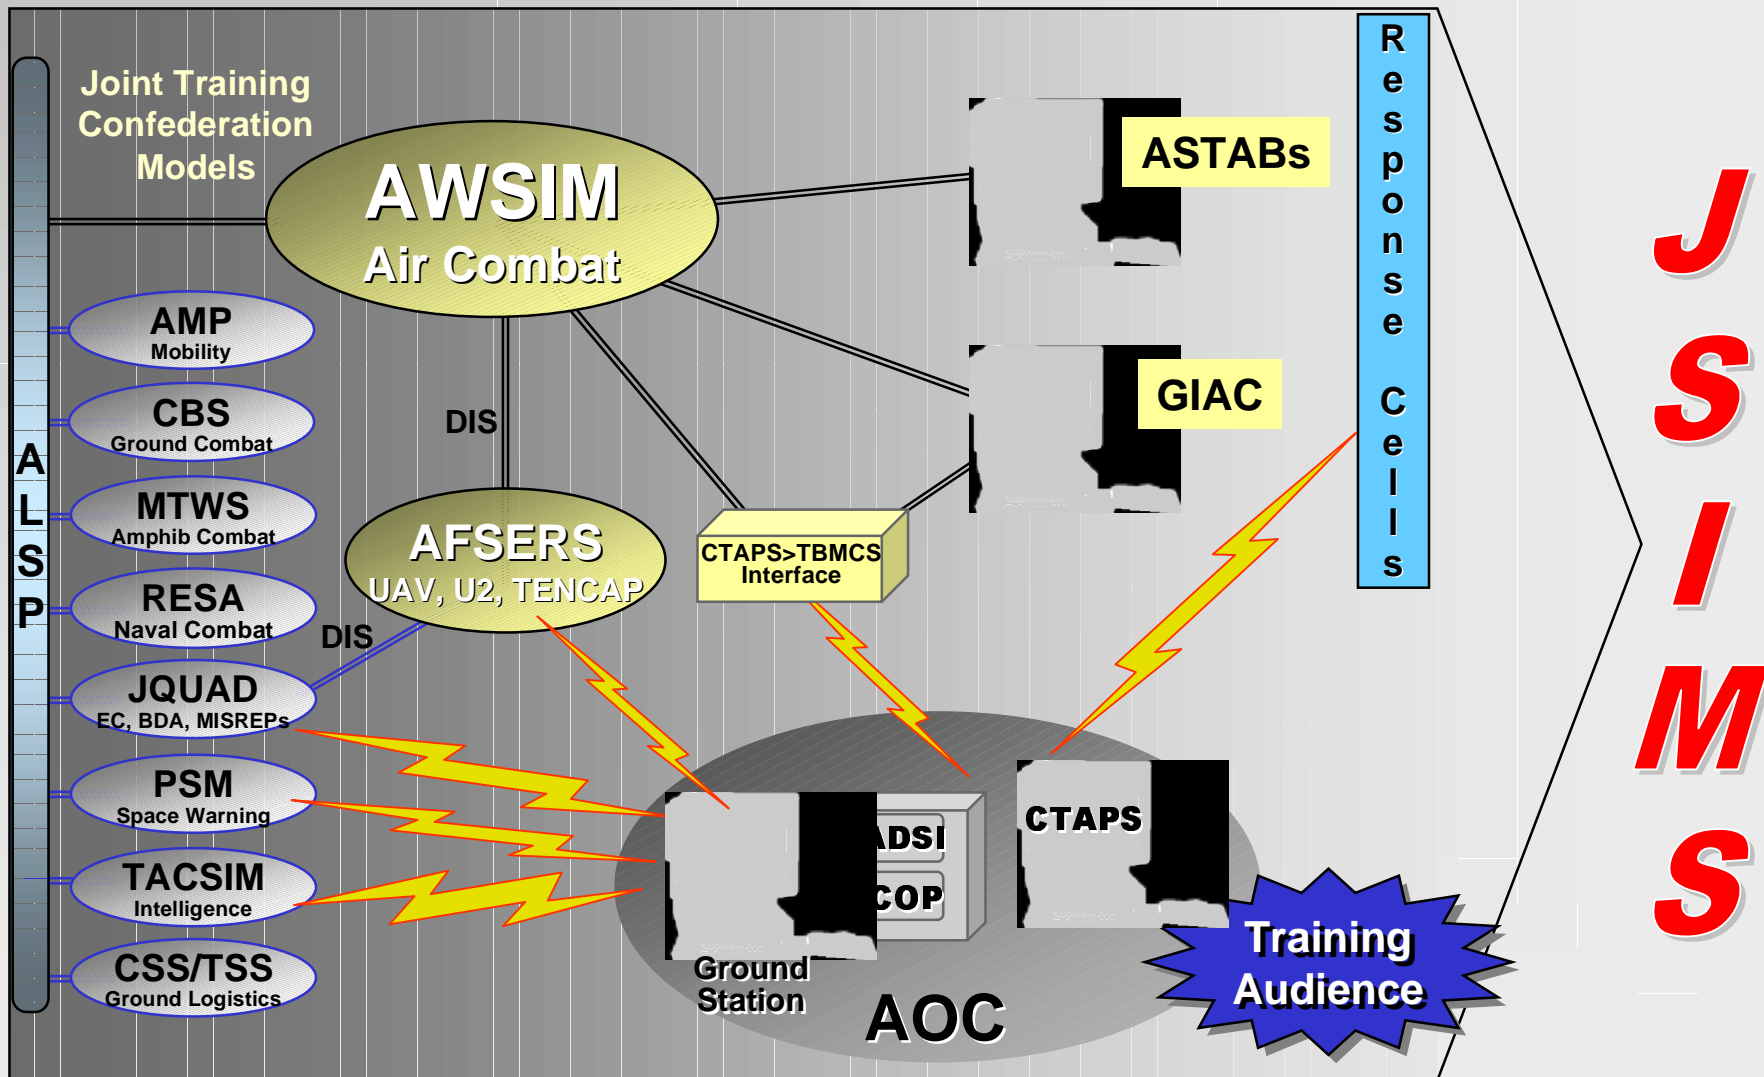 Joint Training
Confederation
Models
AWSIM
Air Combat
ASTABs
GIAC
Response Cells
JSIMS
ALSP
AMP
Mobility
CBS
Ground Combat
MTWS
Amphib Combat
RESA
Naval Combat
JQUAD
EC, BDA, MISREPs
PSM
Space Warning
TACSIM
Intelligence
CSS/TSS
Ground Logistics
DIS
DIS
AFSERS
UAV, U2, TENCAP
CTAPS>TBMCS
Interface
ADSI
COP
CTAPS
Ground
Station
AOC
Training
Audience